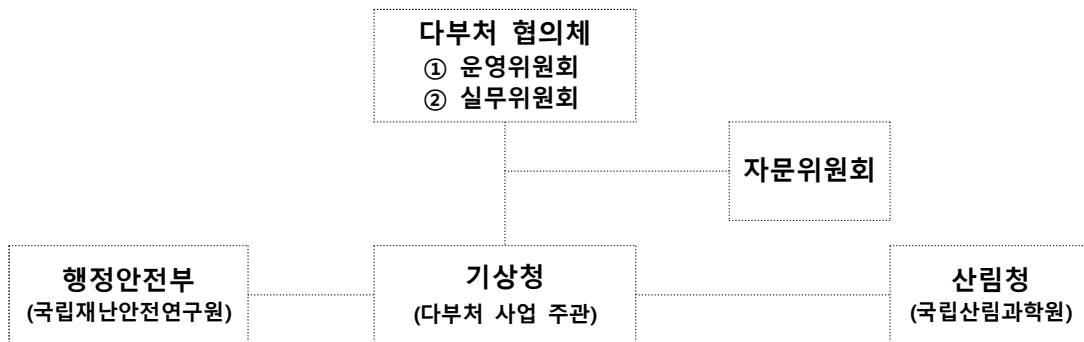 다부처 협의체
① 운영위원회
② 실무위원회
자문위원회
행정안전부
(국립재난안전연구원)
기상청
(다부처 사업 주관)
산림청
(국립산림과학원)